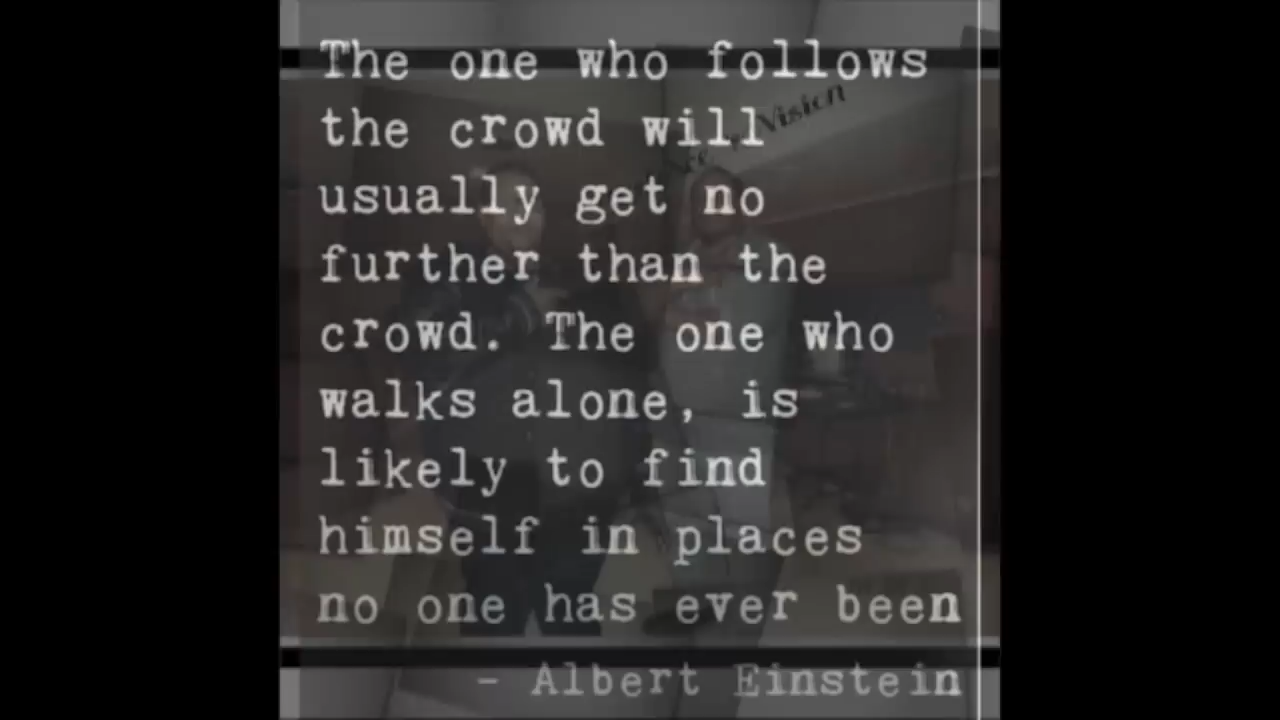 The one who follows
the crowd will
Vision
usually get no
further than the
crowd. The one who
walks alone, is
likely to find
himself in places
no one has ever been
- Albert Einstein